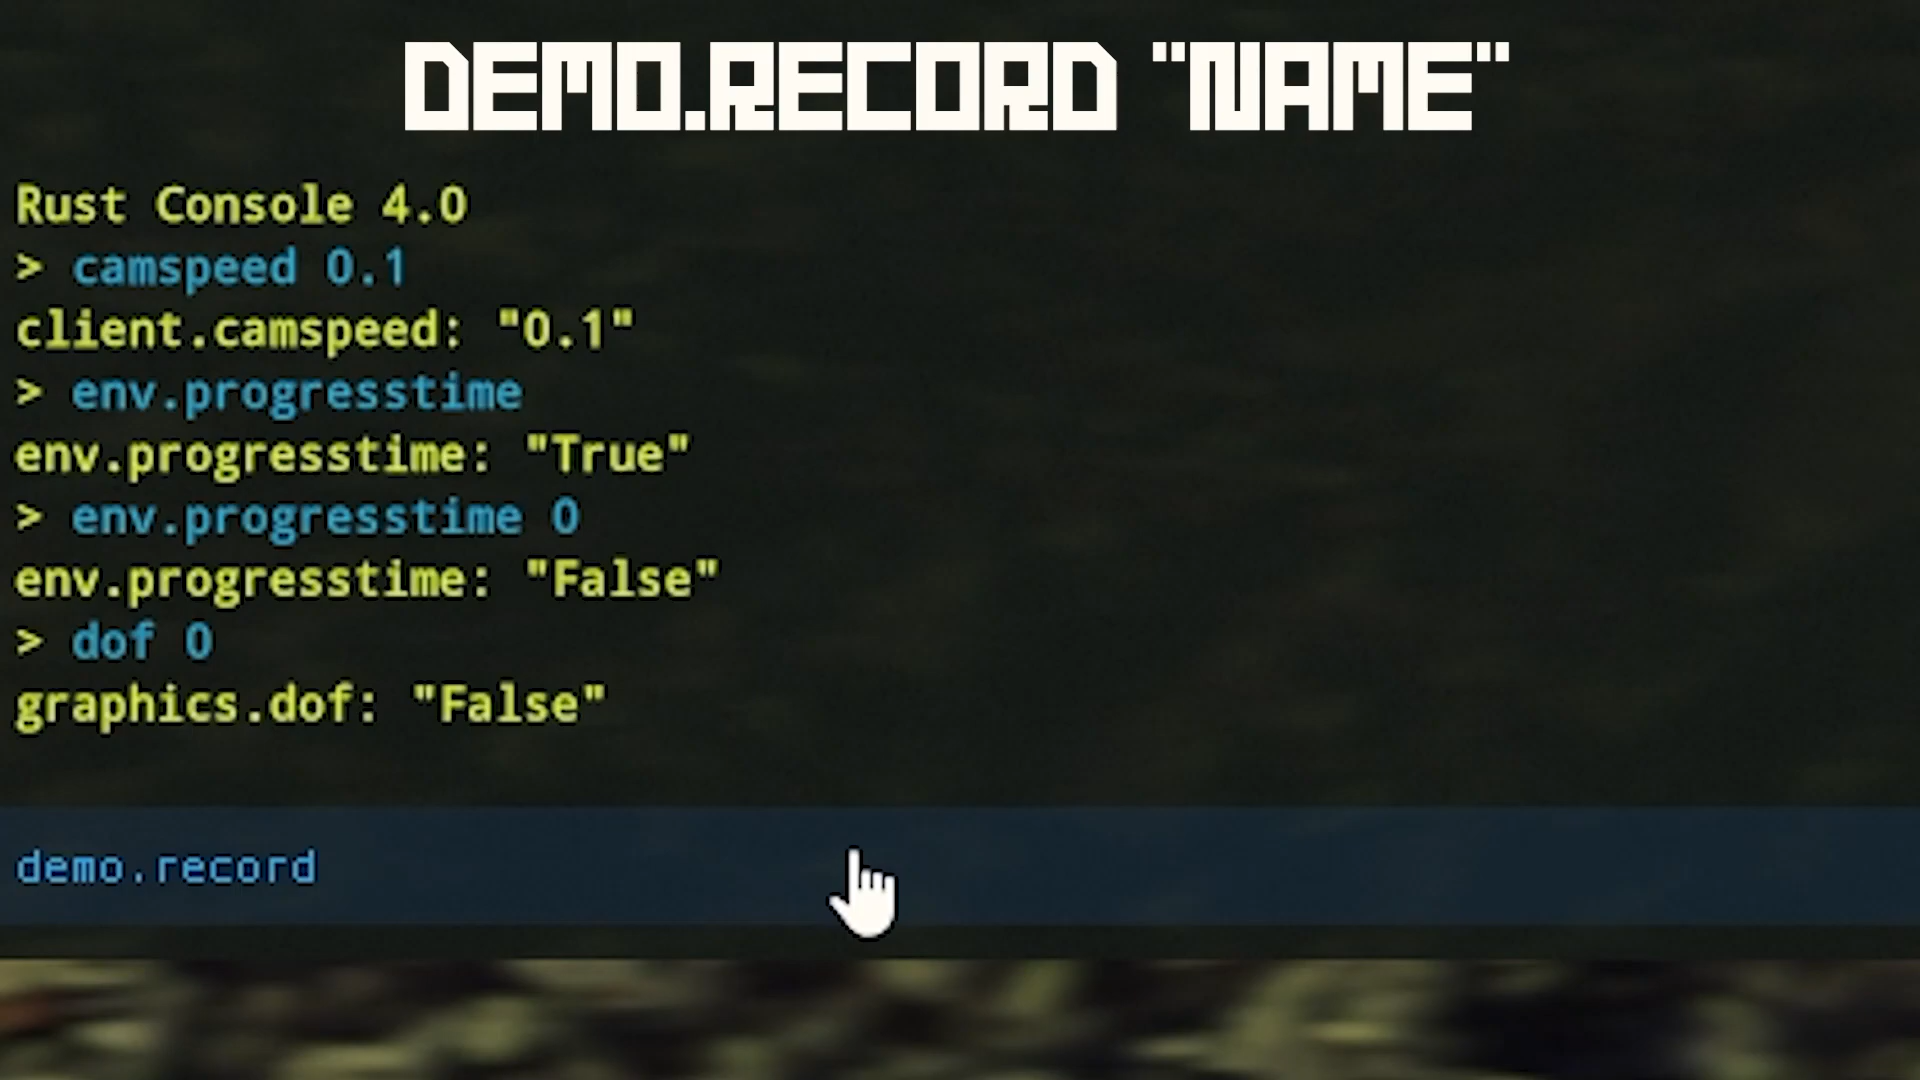 DEMO.RECORD "NAME"
Rust Console 4.0
> camspeed 0.1
client.camspeed: "0.1"
> env.progresstime
env.progresstime: "True"
> env.progresstime 0
env.progresstime: "False"
> dof 0
graphics.dof: "False"
demo.record